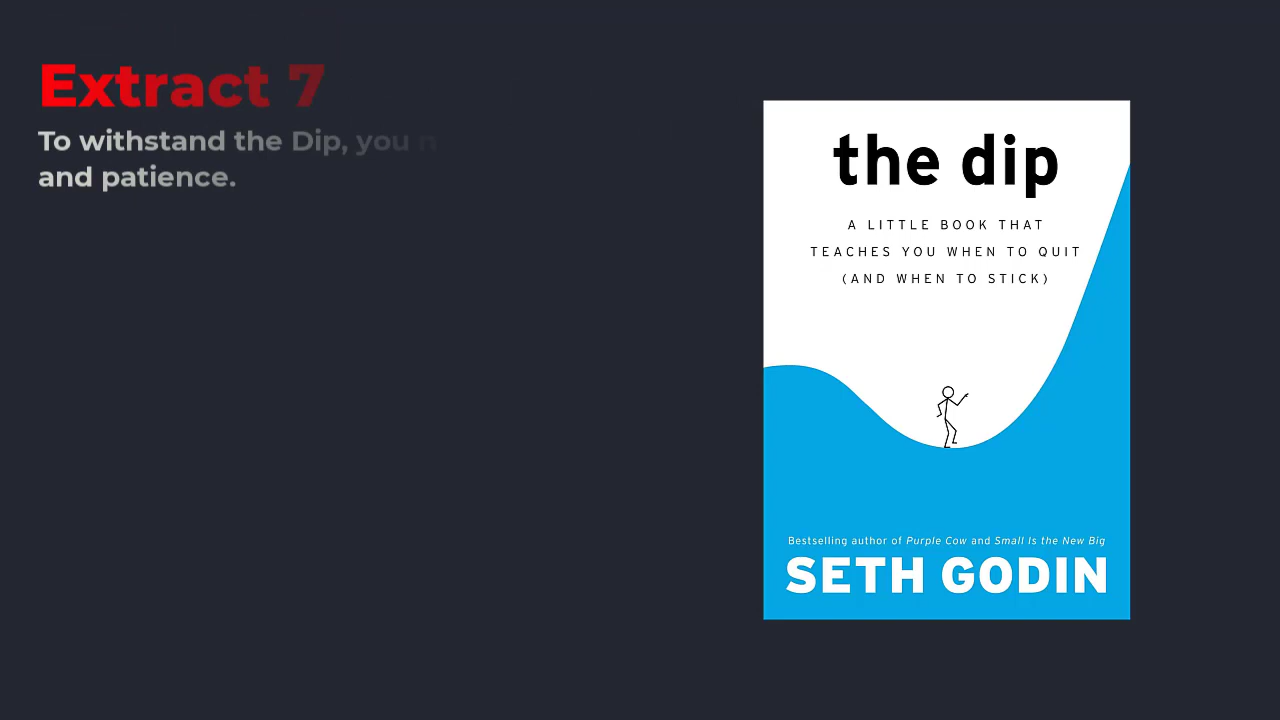 Extract 7
To withstand the Dip, you
and patience.
the dip
A LITTLE BOOK THAT
TEACHES YOU WHEN TO QUIT
(AND WHEN TO STICK)
Bestselling author of Purple Cow and Small Is the New Big
SETH GODIN